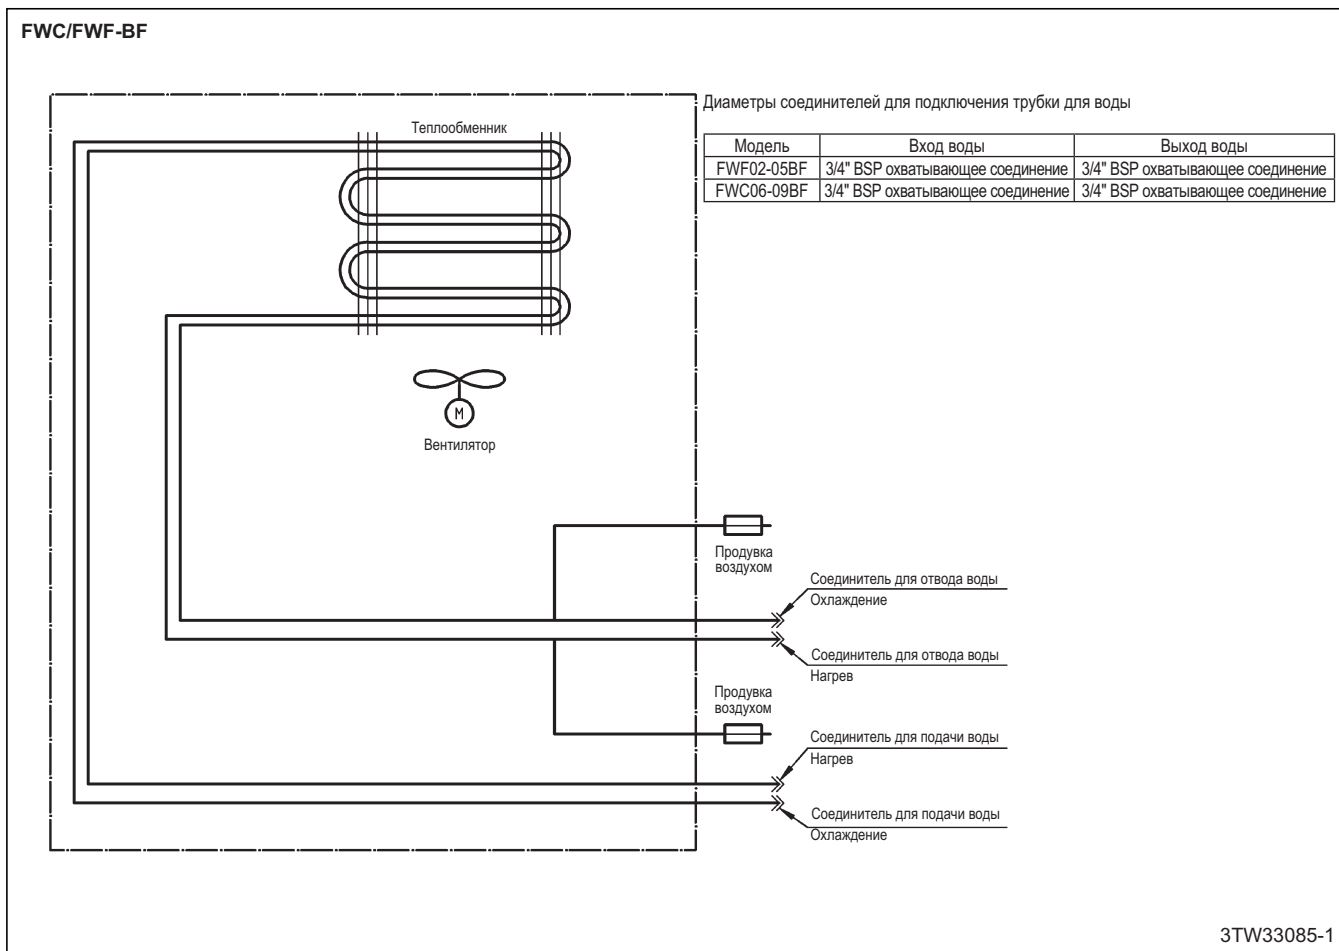 FWC/FWF-BF
Диаметры соединителей для подключения трубки для воды
Модель Вход воды Выход воды
FWF02-05BF 3/4" BSP охватывающее соединение 3/4" BSP охватывающее соединение
FWC06-09BF 3/4" BSP охватывающее соединение 3/4" BSP охватывающее соединение
Теплообменник
M
Вентилятор
Продувка
воздухом
Соединитель для отвода воды
Охлаждение
Соединитель для отвода воды
Нагрев
Продувка
воздухом
Соединитель для подачи воды
Нагрев
Соединитель для подачи воды
Охлаждение
3TW33085-1